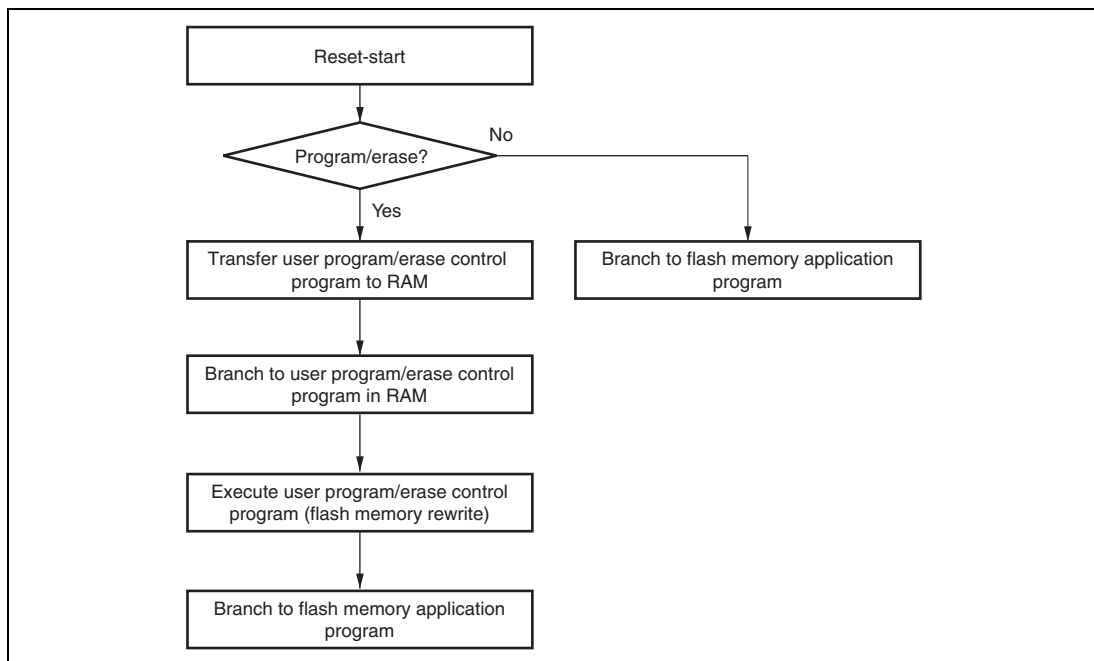 Reset-start
Program/erase?
No
Yes
Transfer user program/erase control
program to RAM
Branch to flash memory application
program
Branch to user program/erase control
program in RAM
Execute user program/erase control
program (flash memory rewrite)
Branch to flash memory application
program